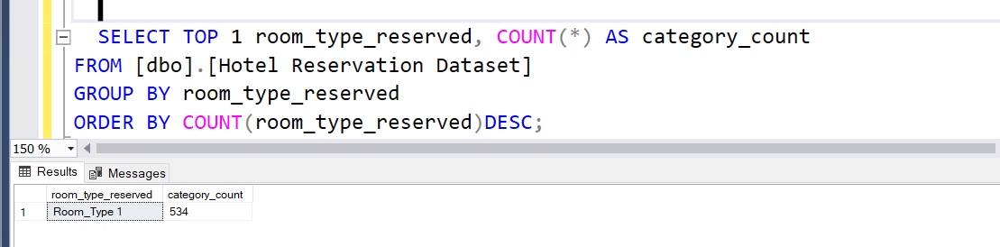 SELECT TOP 1 room_type_reserved, COUNT(*) AS category_count
FROM [dbo].[Hotel Reservation Dataset]
GROUP BY room_type_reserved
ORDER BY COUNT(room_type_reserved)DESC;
150 %
Results Messages
room_type_reserved category_count
1 Room_Type 1 534